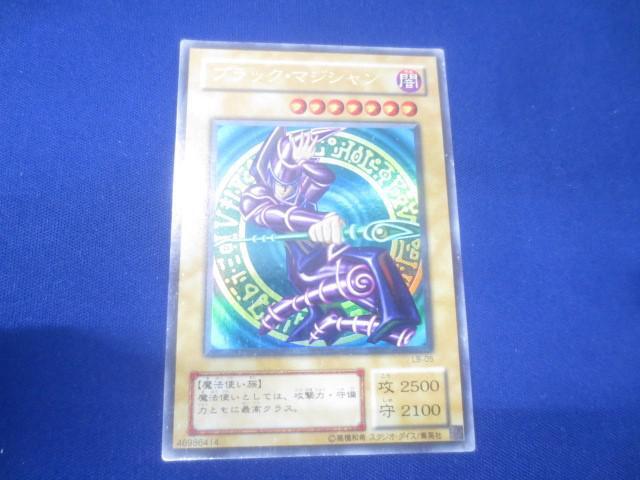 ブラック・マジシャン
闇
LB-05
【魔法使い族】
魔法使いとしては、攻撃力・守備
力ともに最高クラス。
攻 2500
守 2100
46986414
©高橋和希 スタジオ・ダイス/集英社